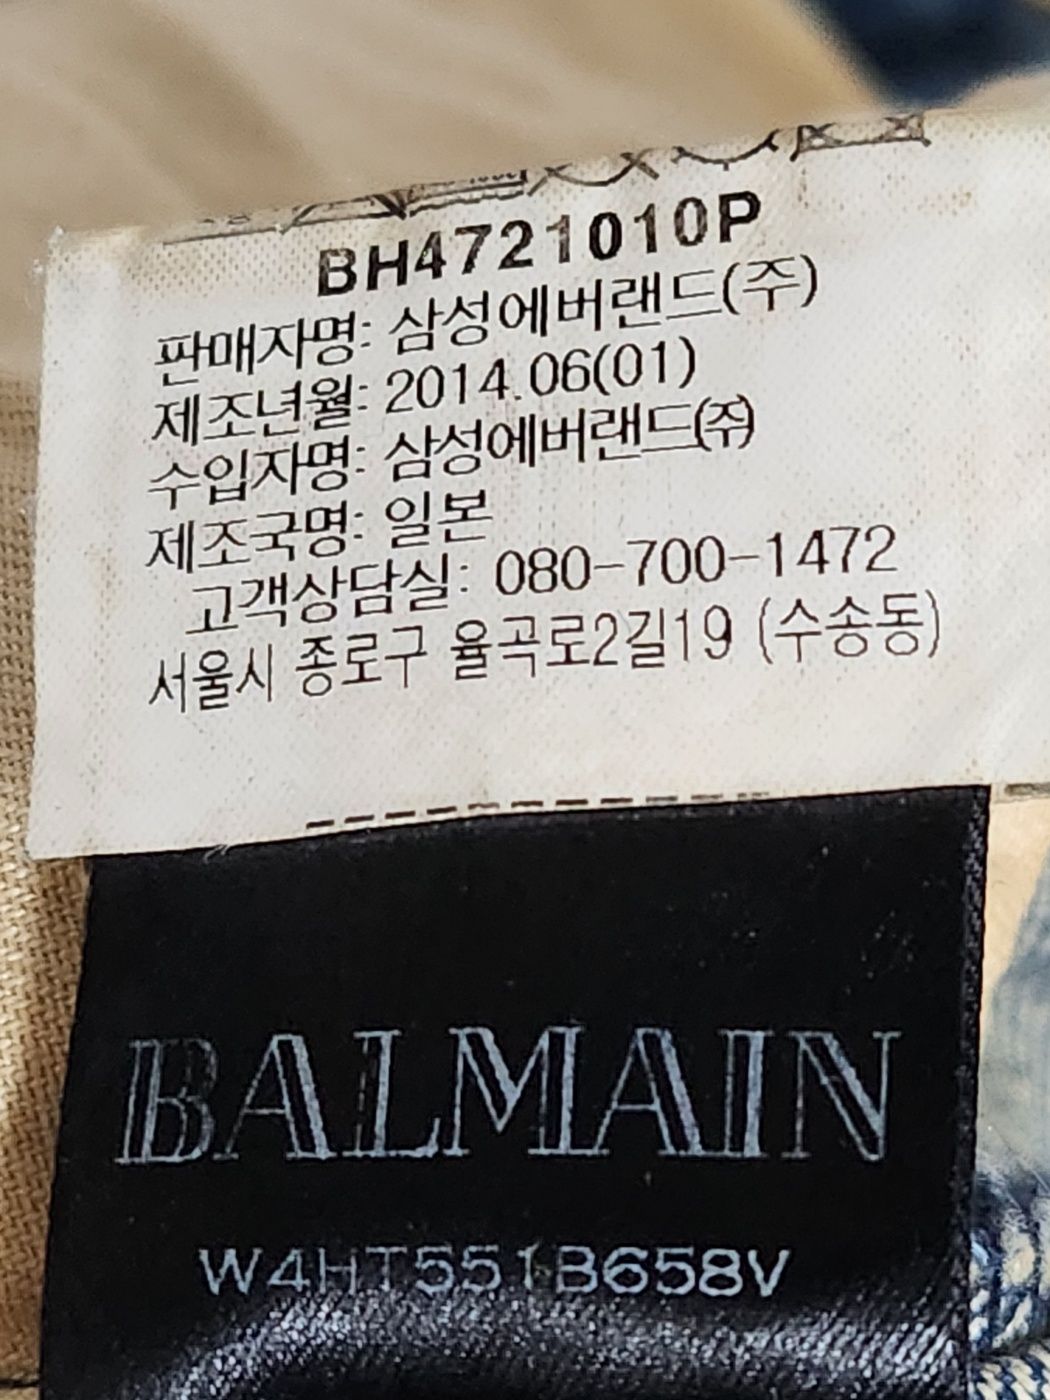 BH4721010P
판매자명: 삼성에버랜드(주)
제조년월: 2014.06(01)
수입자명: 삼성에버랜드(주)
제조국명: 일본
고객상담실: 080-700-1472
서울시 종로구 율곡로2길19 (수송동)
BALMAIN
W4HT551B658V